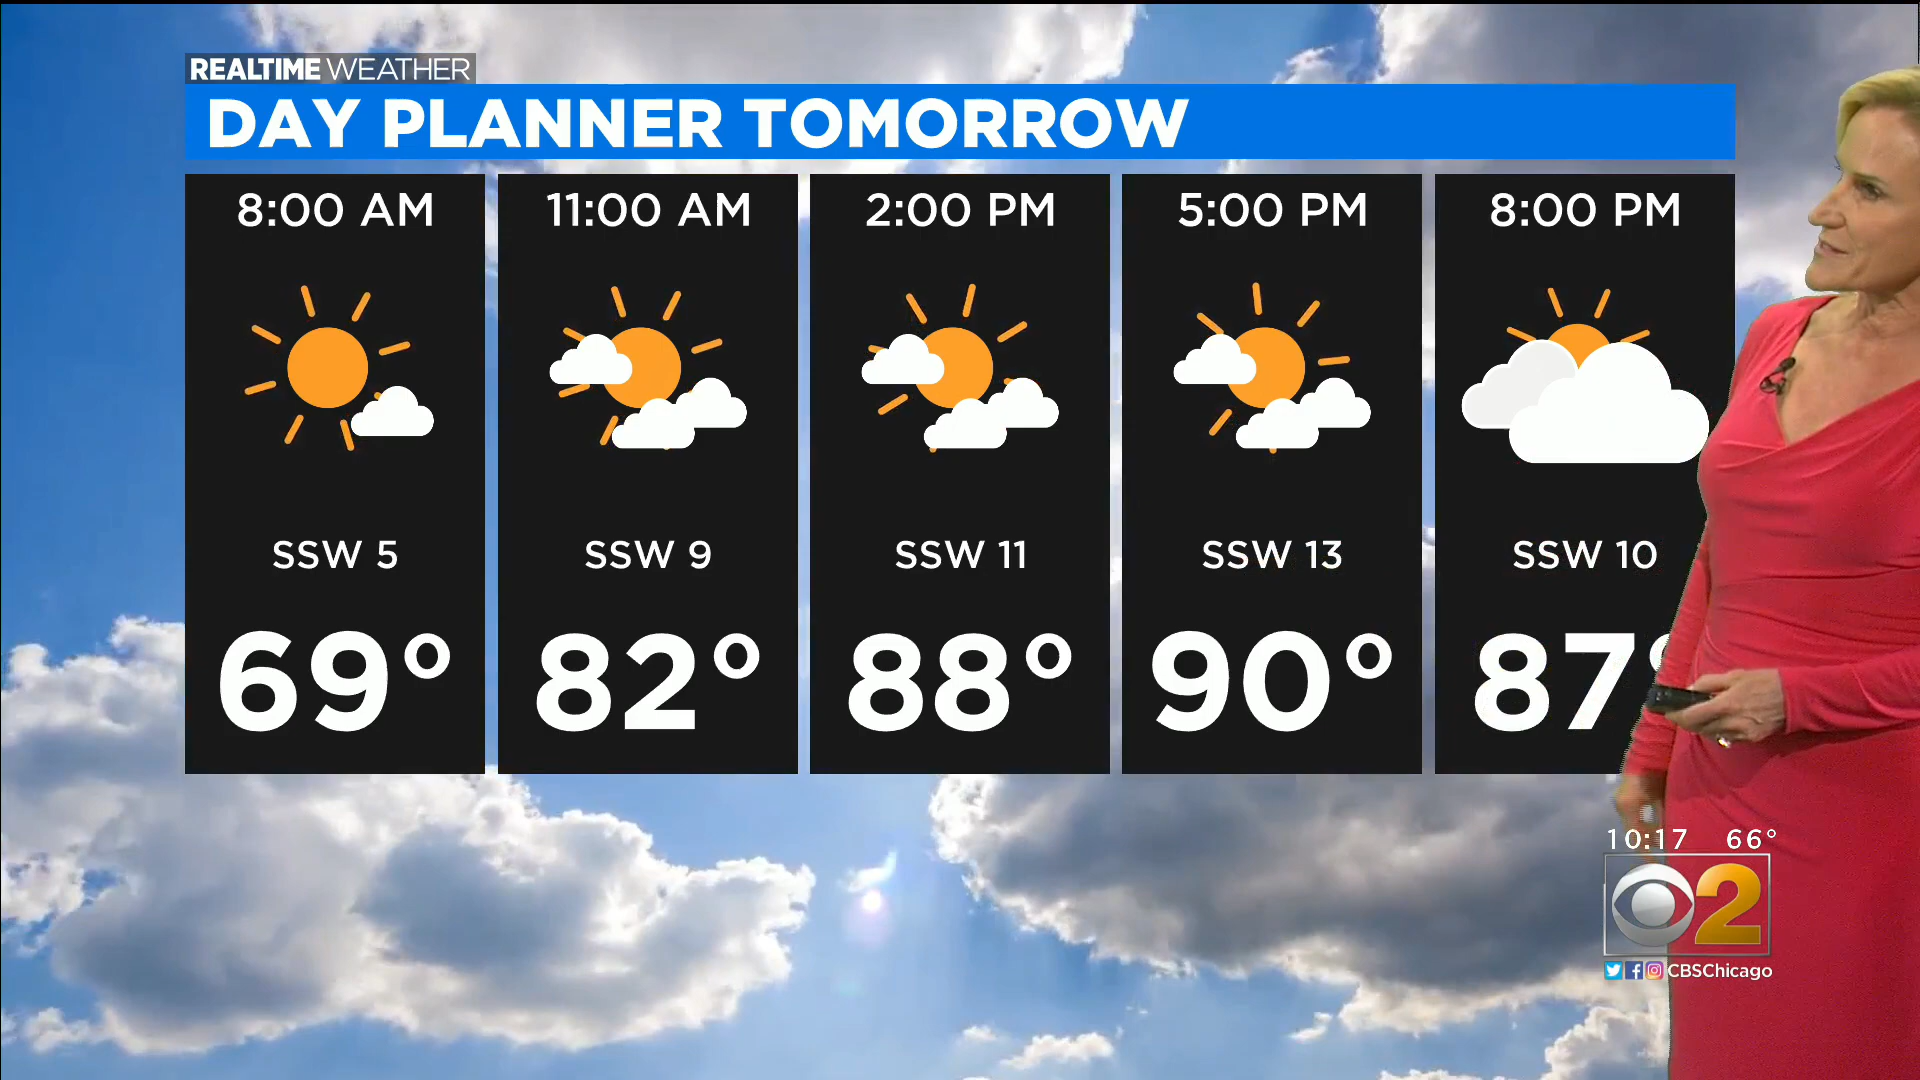 REALTIME WEATHER
DAY PLANNER TOMORROW
8:00 AM
SSW 5
69°
11:00 AM
SSW 9
82°
2:00 PM
SSW 11
88°
5:00 PM
SSW 13
90°
8:00 PM
SSW 10
87°
10:17 66°
2
CBSChicago